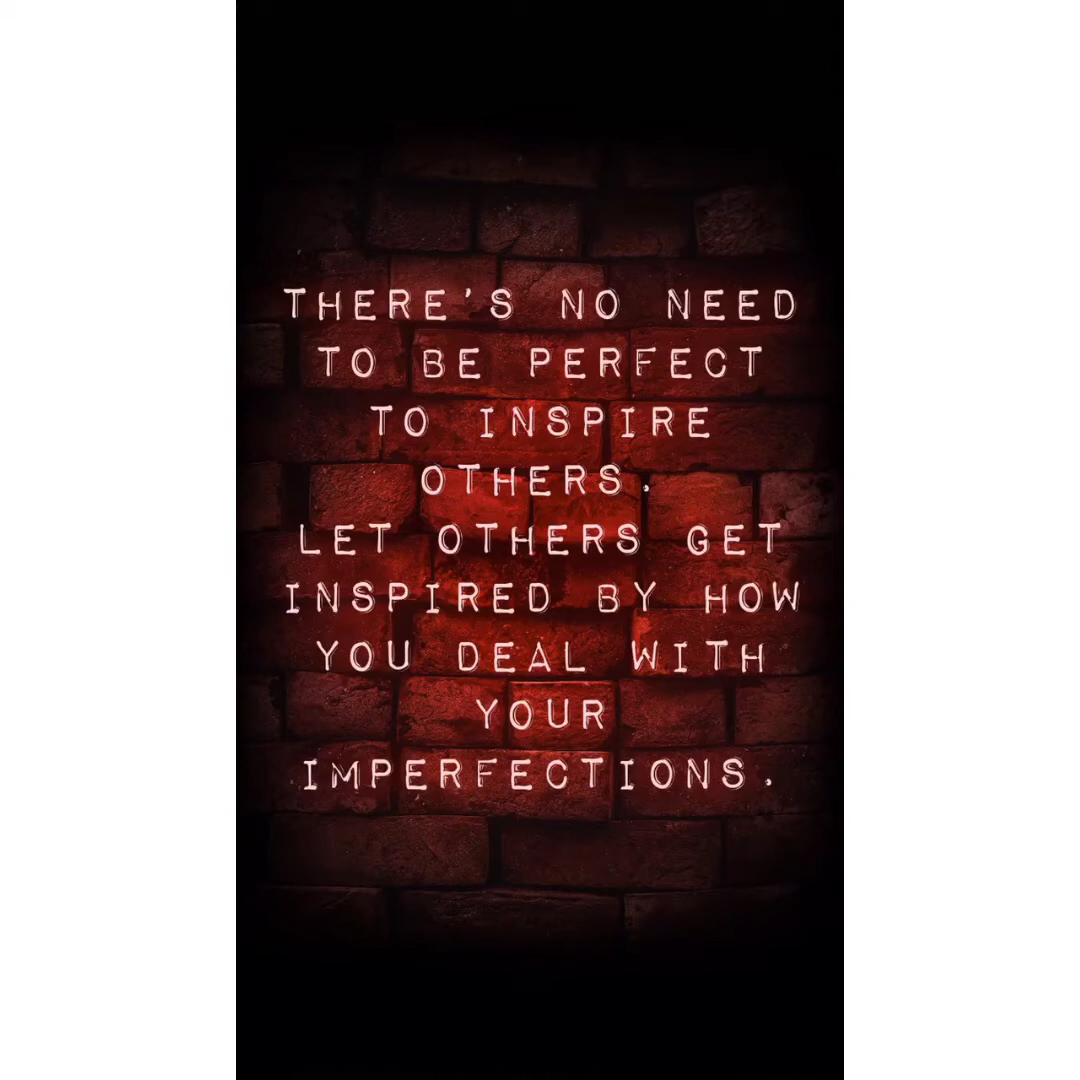 THERE'S NO NEED
TO BE PERFECT
TO INSPIRE
OTHERS.
LET OTHERS GET
INSPIRED BY HOW
YOU DEAL WITH
YOUR
IMPERFECTIONS.